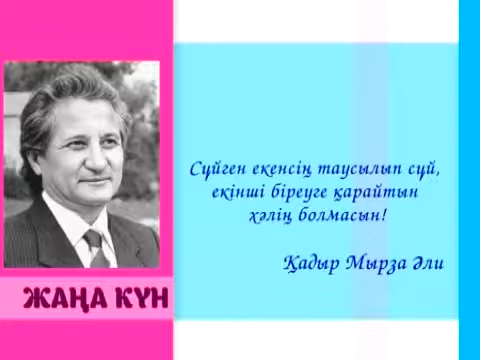 Сүйген екенсің таусылып сүй,
екінші біреуге қарайтын
хәлің болмасын!
Қадыр Мырза Әли
ЖАҢА КҮН